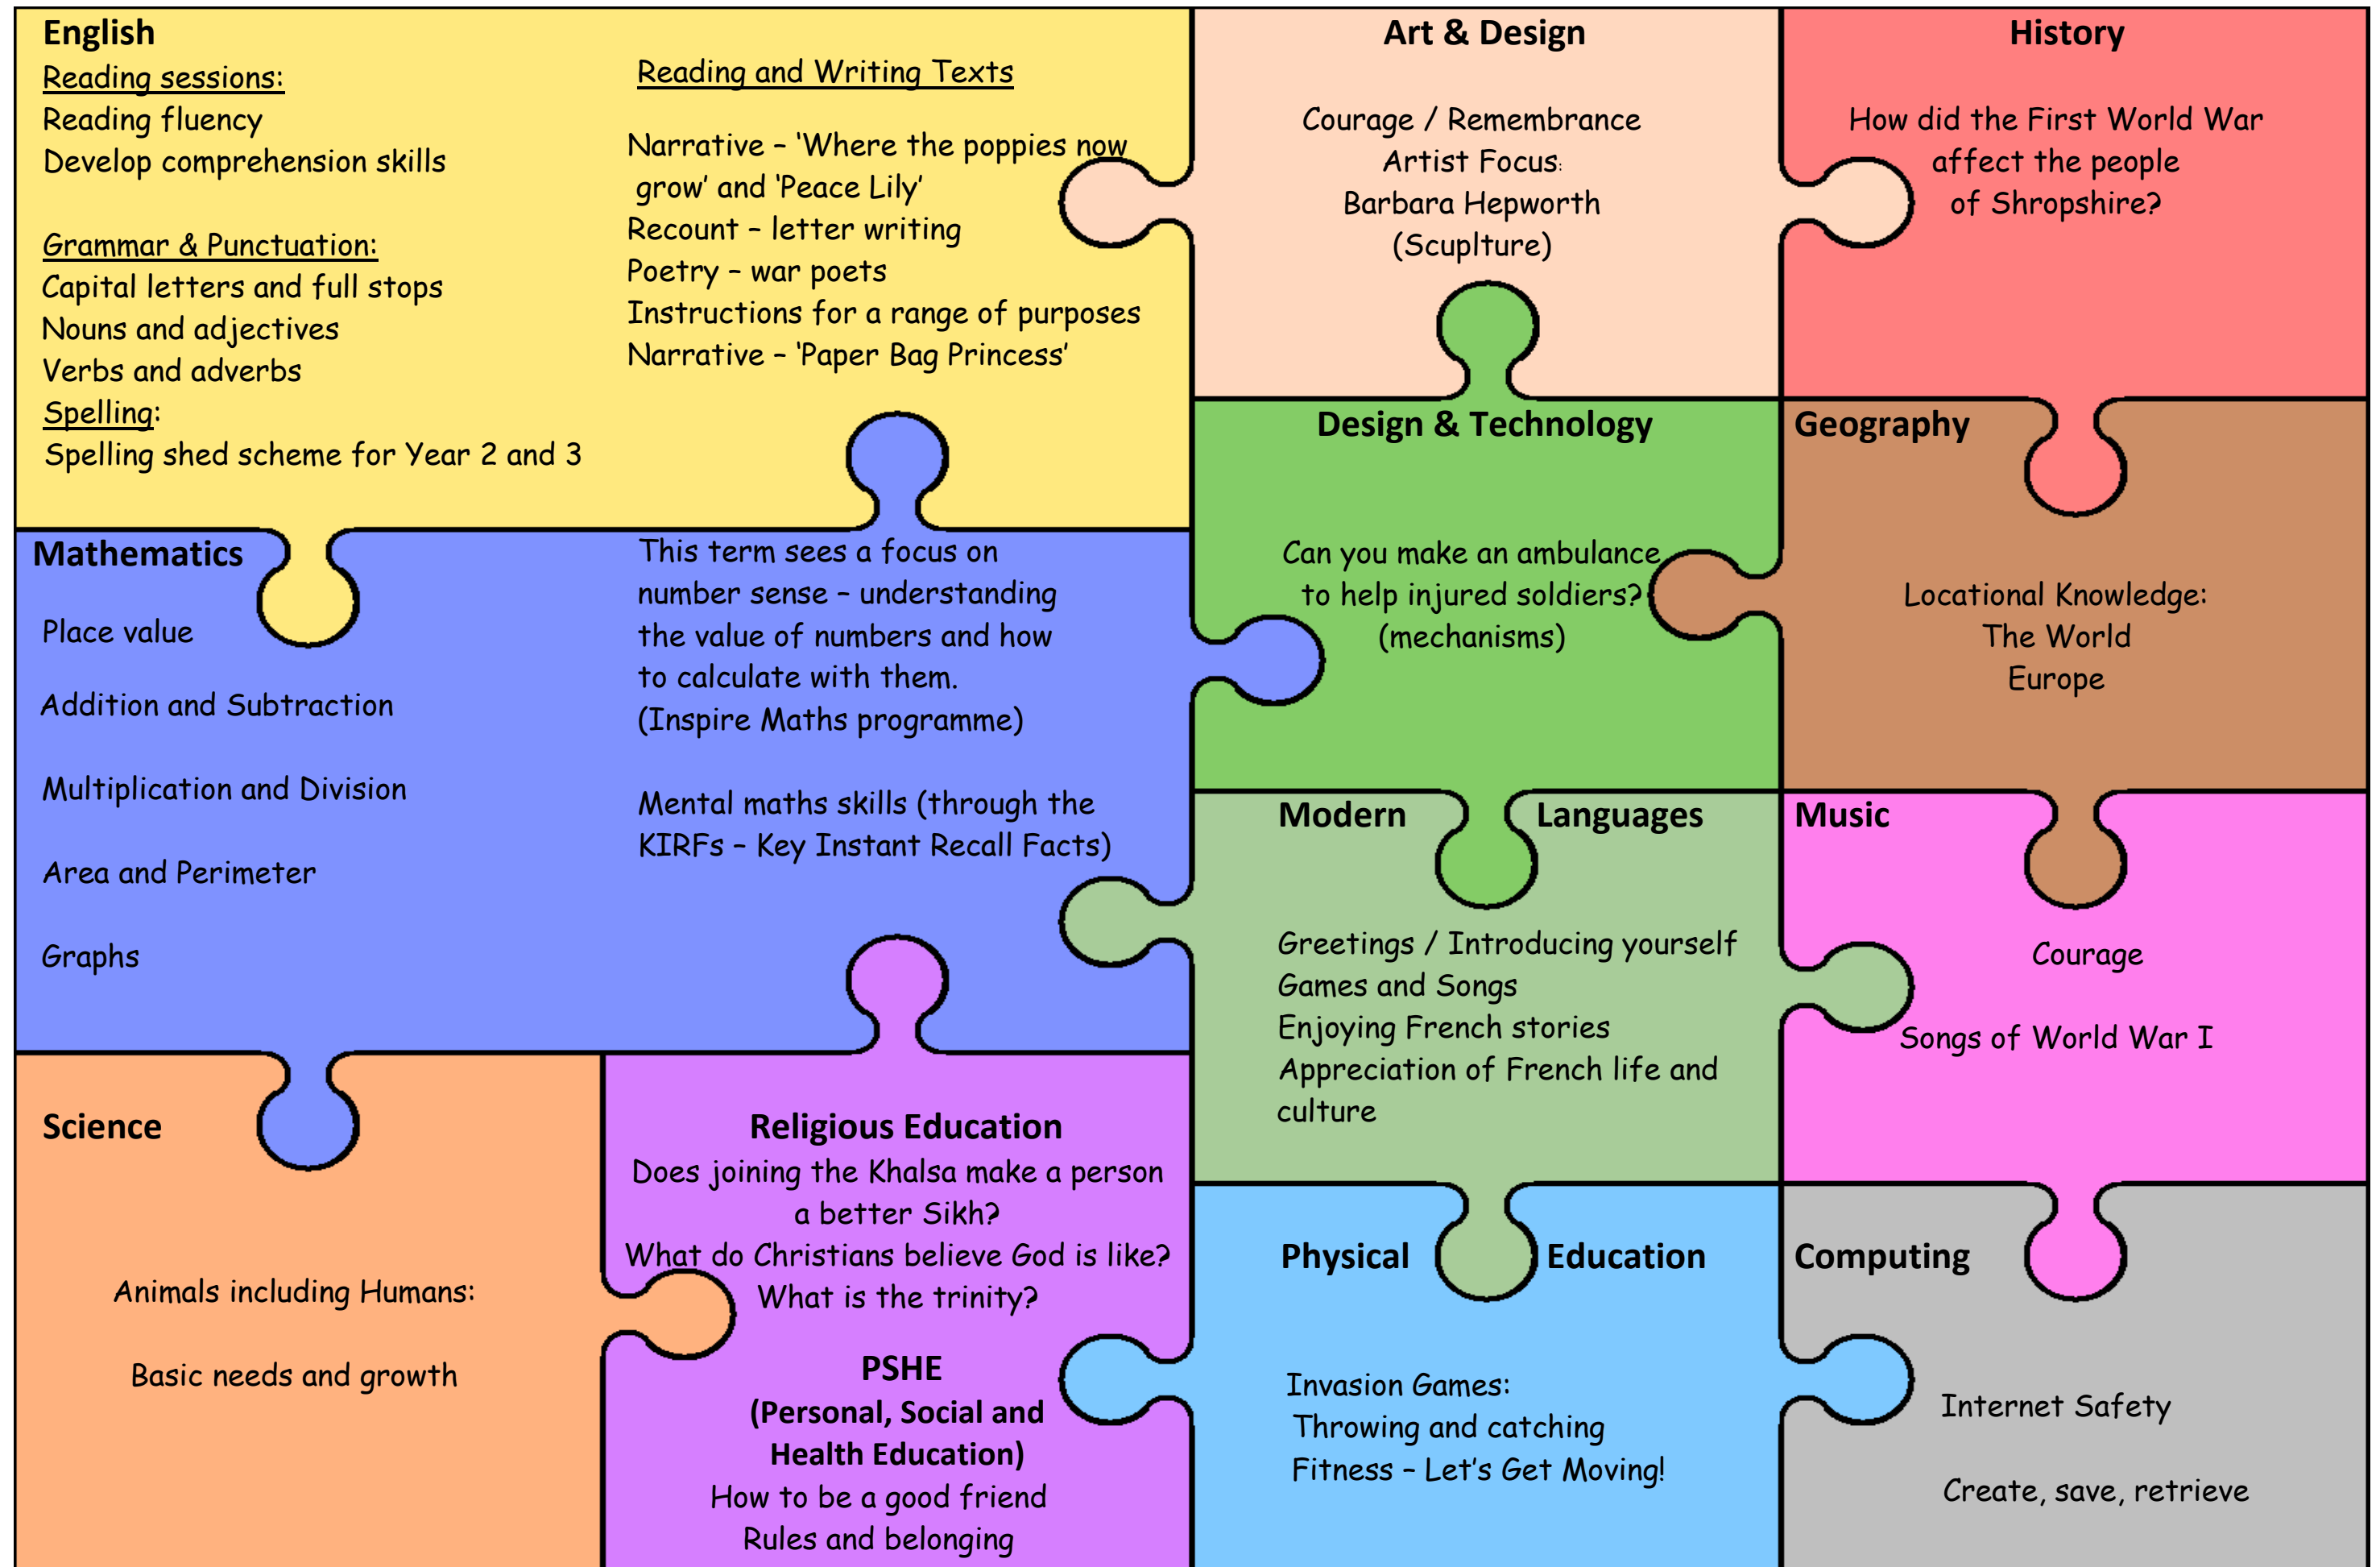 English
Reading sessions:
Reading fluency
Develop comprehension skills
Grammar & Punctuation:
Capital letters and full stops
Nouns and adjectives
Verbs and adverbs
Spelling:
Spelling shed scheme for Year 2 and 3
Reading and Writing Texts
Narrative – ‘Where the poppies now
grow’ and ‘Peace Lily’
Recount – letter writing
Poetry – war poets
Instructions for a range of purposes
Narrative – ‘Paper Bag Princess’
Art & Design
Courage / Remembrance
Artist Focus:
Barbara Hepworth
(Scuplture)
History
How did the First World War
affect the people
of Shropshire?
Mathematics
Place value
Addition and Subtraction
Multiplication and Division
Area and Perimeter
Graphs
This term sees a focus on
number sense – understanding
the value of numbers and how
to calculate with them.
(Inspire Maths programme)
Mental maths skills (through the
KIRFs – Key Instant Recall Facts)
Design & Technology
Can you make an ambulance
to help injured soldiers?
(mechanisms)
Geography
Locational Knowledge:
The World
Europe
Modern Languages
Greetings / Introducing yourself
Games and Songs
Enjoying French stories
Appreciation of French life and
culture
Music
Courage
Songs of World War I
Science
Animals including Humans:
Basic needs and growth
Religious Education
Does joining the Khalsa make a person
a better Sikh?
What do Christians believe God is like?
What is the trinity?
PSHE
(Personal, Social and
Health Education)
How to be a good friend
Rules and belonging
Physical Education
Invasion Games:
Throwing and catching
Fitness – Let’s Get Moving!
Computing
Internet Safety
Create, save, retrieve